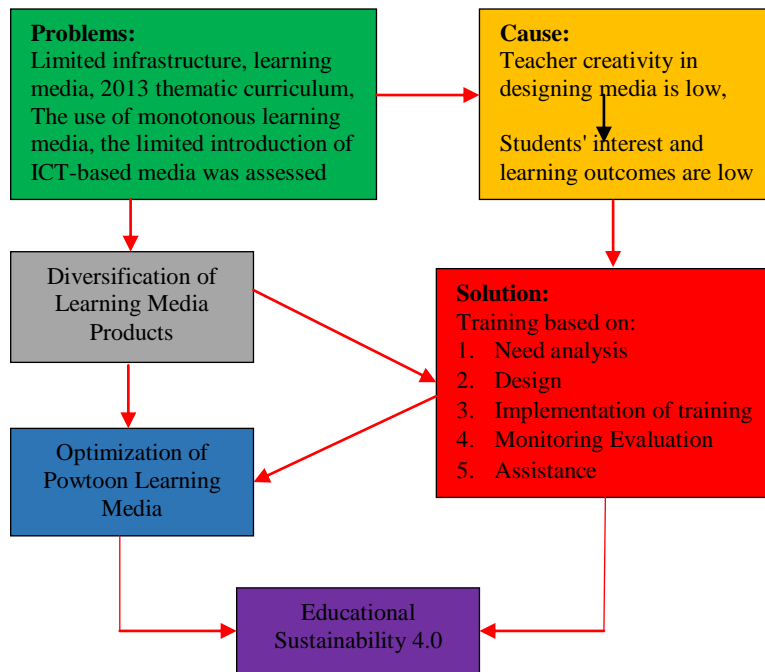 Problems:
Limited infrastructure, learning
media, 2013 thematic curriculum,
The use of monotonous learning
media, the limited introduction of
ICT-based media was assessed
Cause:
Teacher creativity in
designing media is low,
Students' interest and
learning outcomes are low
Diversification of
Learning Media
Products
Solution:
Training based on:
1. Need analysis
2. Design
3. Implementation of training
4. Monitoring Evaluation
5. Assistance
Optimization of
Powtoon Learning
Media
Educational
Sustainability 4.0